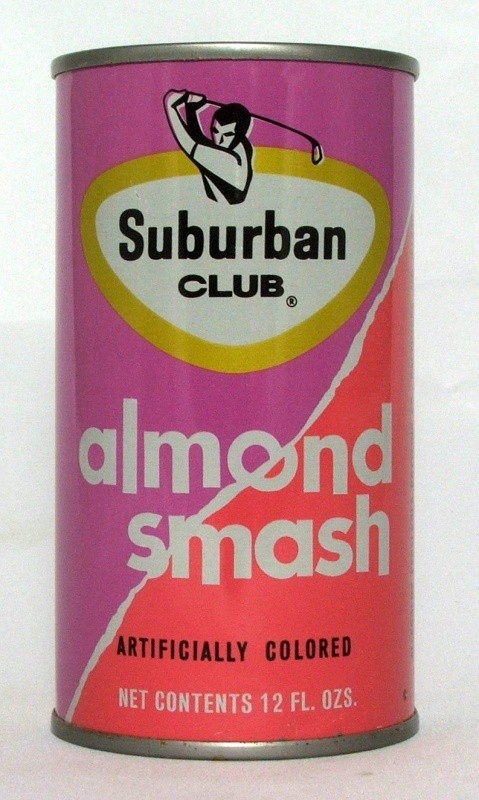 Suburban
CLUB®
almond
smash
ARTIFICIALLY COLORED
NET CONTENTS 12 FL. OZS.